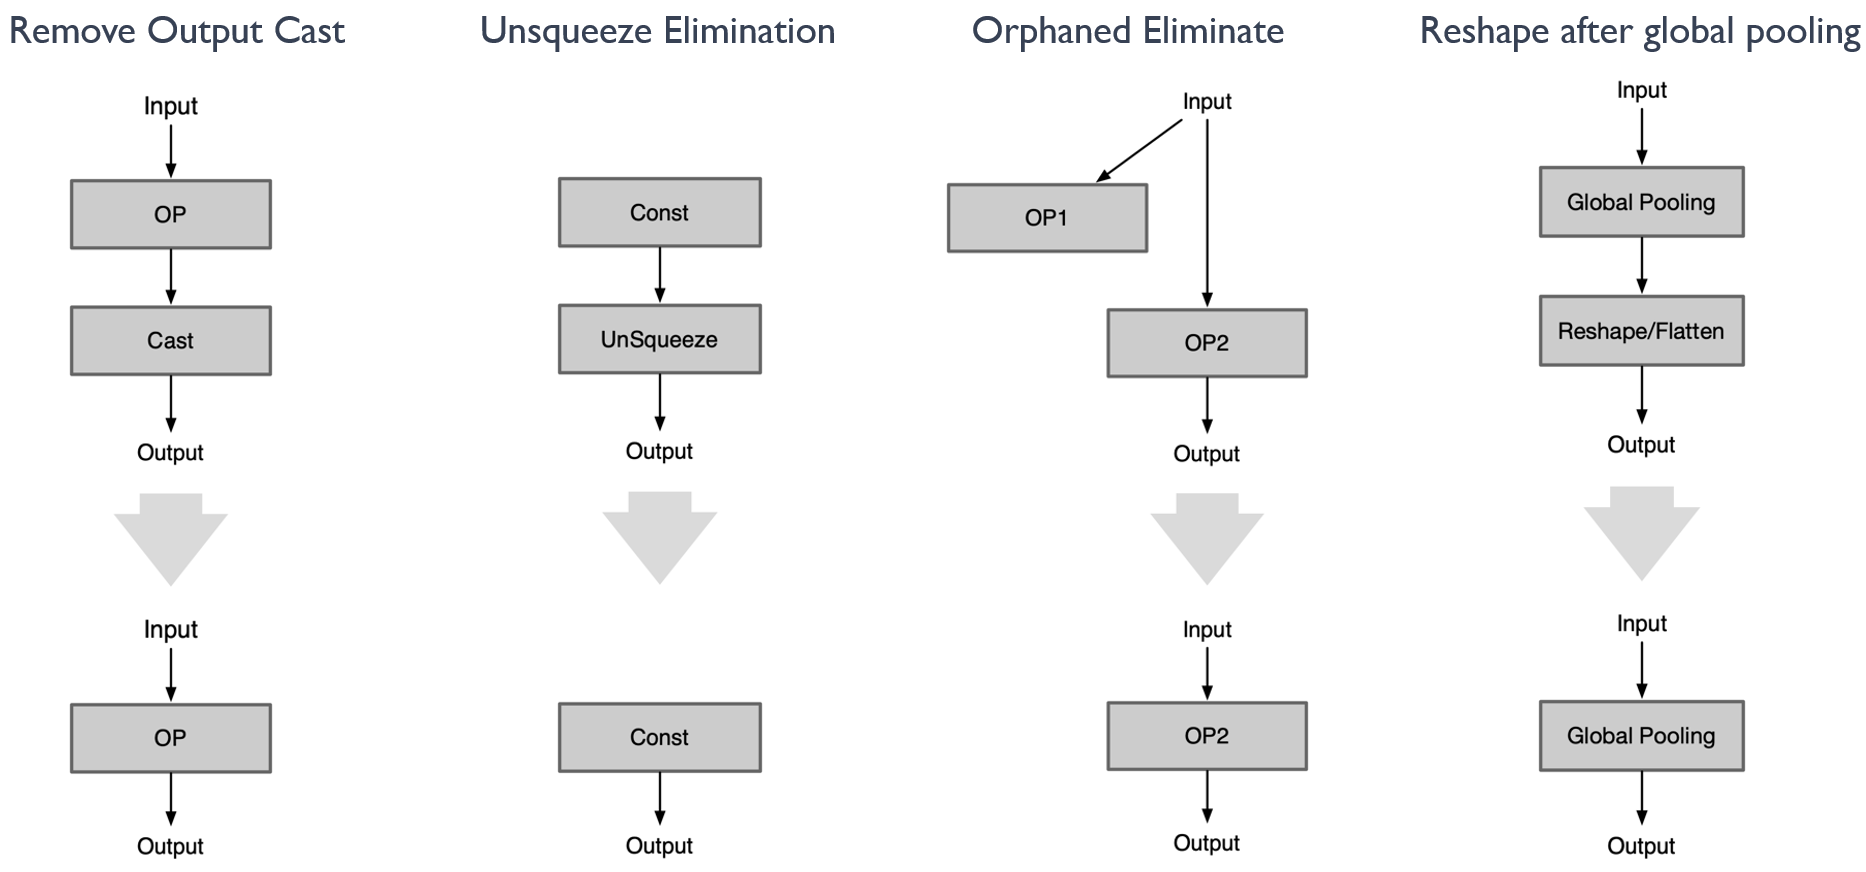 Remove Output Cast
Input
OP
Cast
Output
Input
OP
Output
Unsqueeze Elimination
Const
UnSqueeze
Output
Const
Output
Orphaned Eliminate
Input
OP1
OP2
Output
Input
OP2
Output
Reshape after global pooling
Input
Global Pooling
Reshape/Flatten
Output
Input
Global Pooling
Output